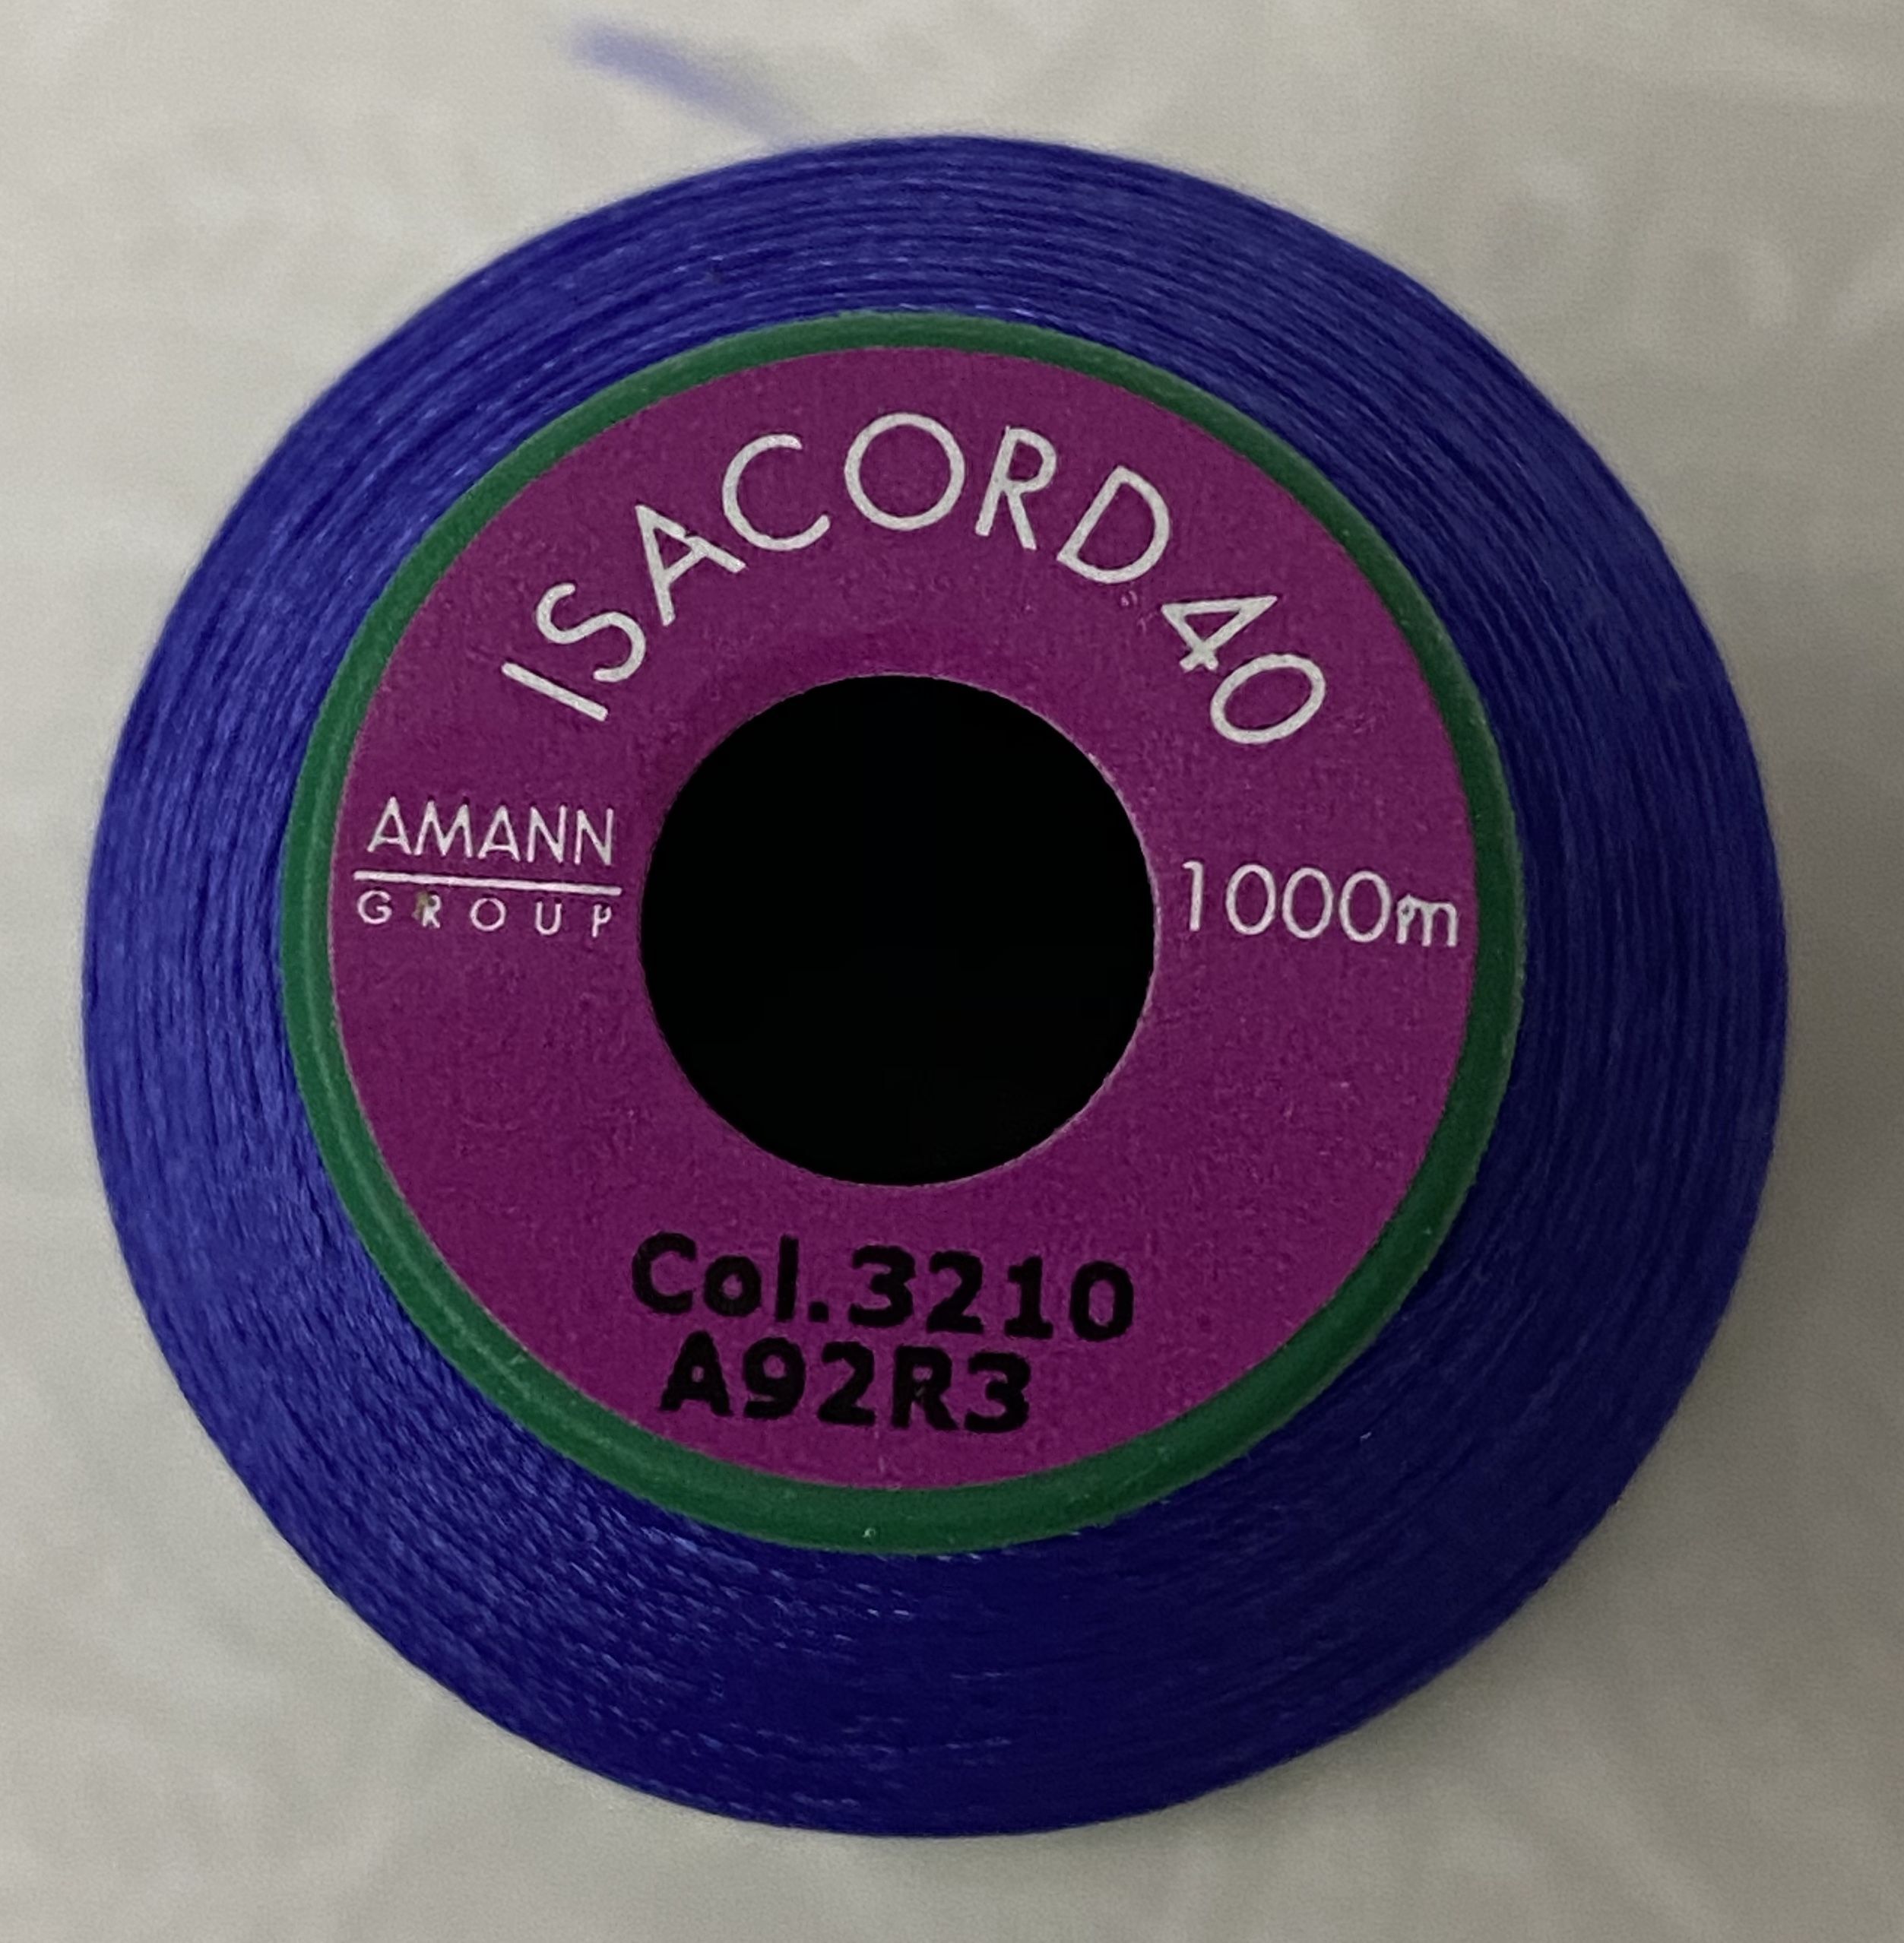 ISACORD 40
AMANN
GROUP
1000m
Col.3210
A92R3